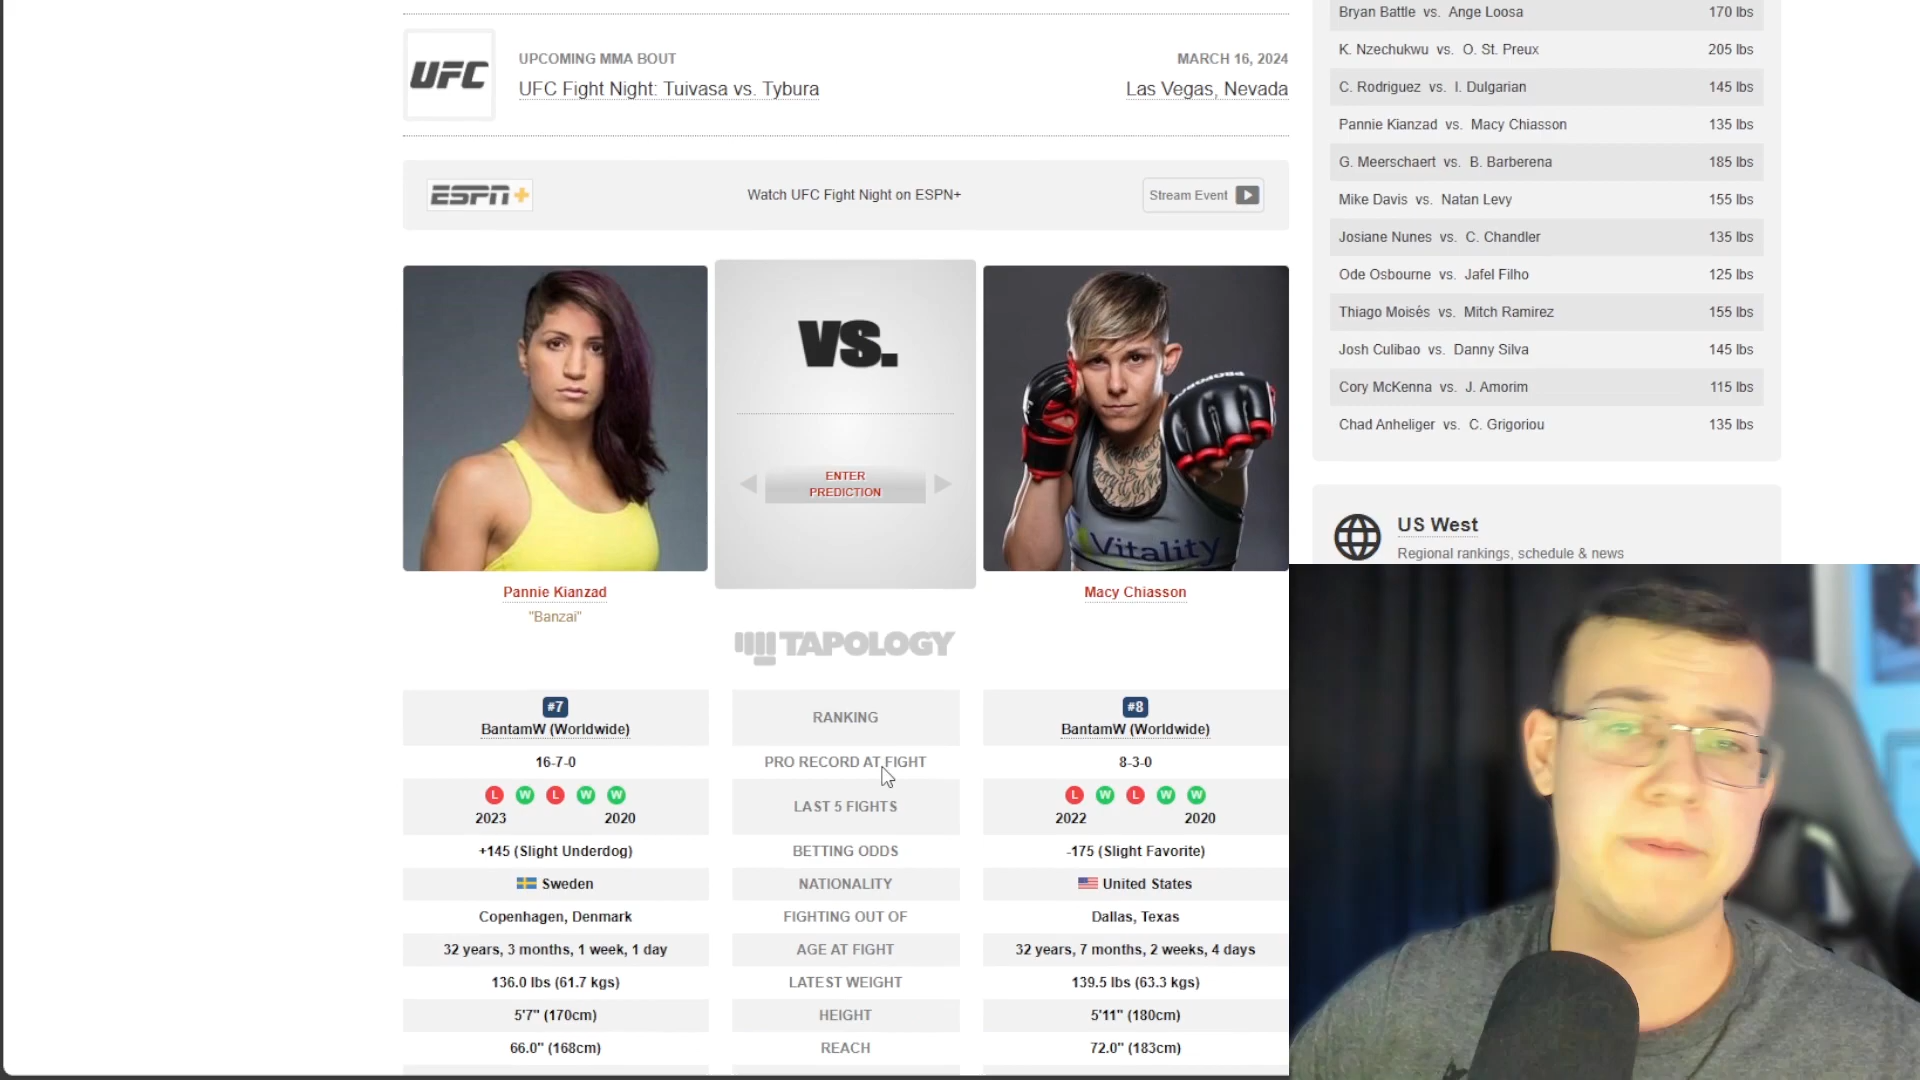 UFC
UPCOMING MMA BOUT
MARCH 16, 2024
UFC Fight Night: Tuivasa vs. Tybura
Las Vegas, Nevada
ESPN+
Watch UFC Fight Night on ESPN+
Stream Event
VS.
ENTER
PREDICTION
Vitality
Pannie Kianzad
"Banzai"
Macy Chiasson
TAPOLOGY
#7
BantamW (Worldwide)
RANKING
#8
BantamW (Worldwide)
16-7-0
PRO RECORD AT FIGHT
8-3-0
L W L W W
2023 2020
LAST 5 FIGHTS
L W L W W
2022 2020
+145 (Slight Underdog)
BETTING ODDS
-175 (Slight Favorite)
Sweden
NATIONALITY
United States
Copenhagen, Denmark
FIGHTING OUT OF
Dallas, Texas
32 years, 3 months, 1 week, 1 day
AGE AT FIGHT
32 years, 7 months, 2 weeks, 4 days
136.0 lbs (61.7 kgs)
LATEST WEIGHT
139.5 lbs (63.3 kgs)
5'7" (170cm)
HEIGHT
5'11" (180cm)
66.0" (168cm)
REACH
72.0" (183cm)
Bryan Battle vs. Ange Loosa 170 lbs
K. Nzechukwu vs. O. St. Preux 205 lbs
C. Rodriguez vs. I. Dulgarian 145 lbs
Pannie Kianzad vs. Macy Chiasson 135 lbs
G. Meerschaert vs. B. Barberena 185 lbs
Mike Davis vs. Natan Levy 155 lbs
Josiane Nunes vs. C. Chandler 135 lbs
Ode Osbourne vs. Jafel Filho 125 lbs
Thiago Moisés vs. Mitch Ramirez 155 lbs
Josh Culibao vs. Danny Silva 145 lbs
Cory McKenna vs. J. Amorim 115 lbs
Chad Anheliger vs. C. Grigoriou 135 lbs
US West
Regional rankings, schedule & news